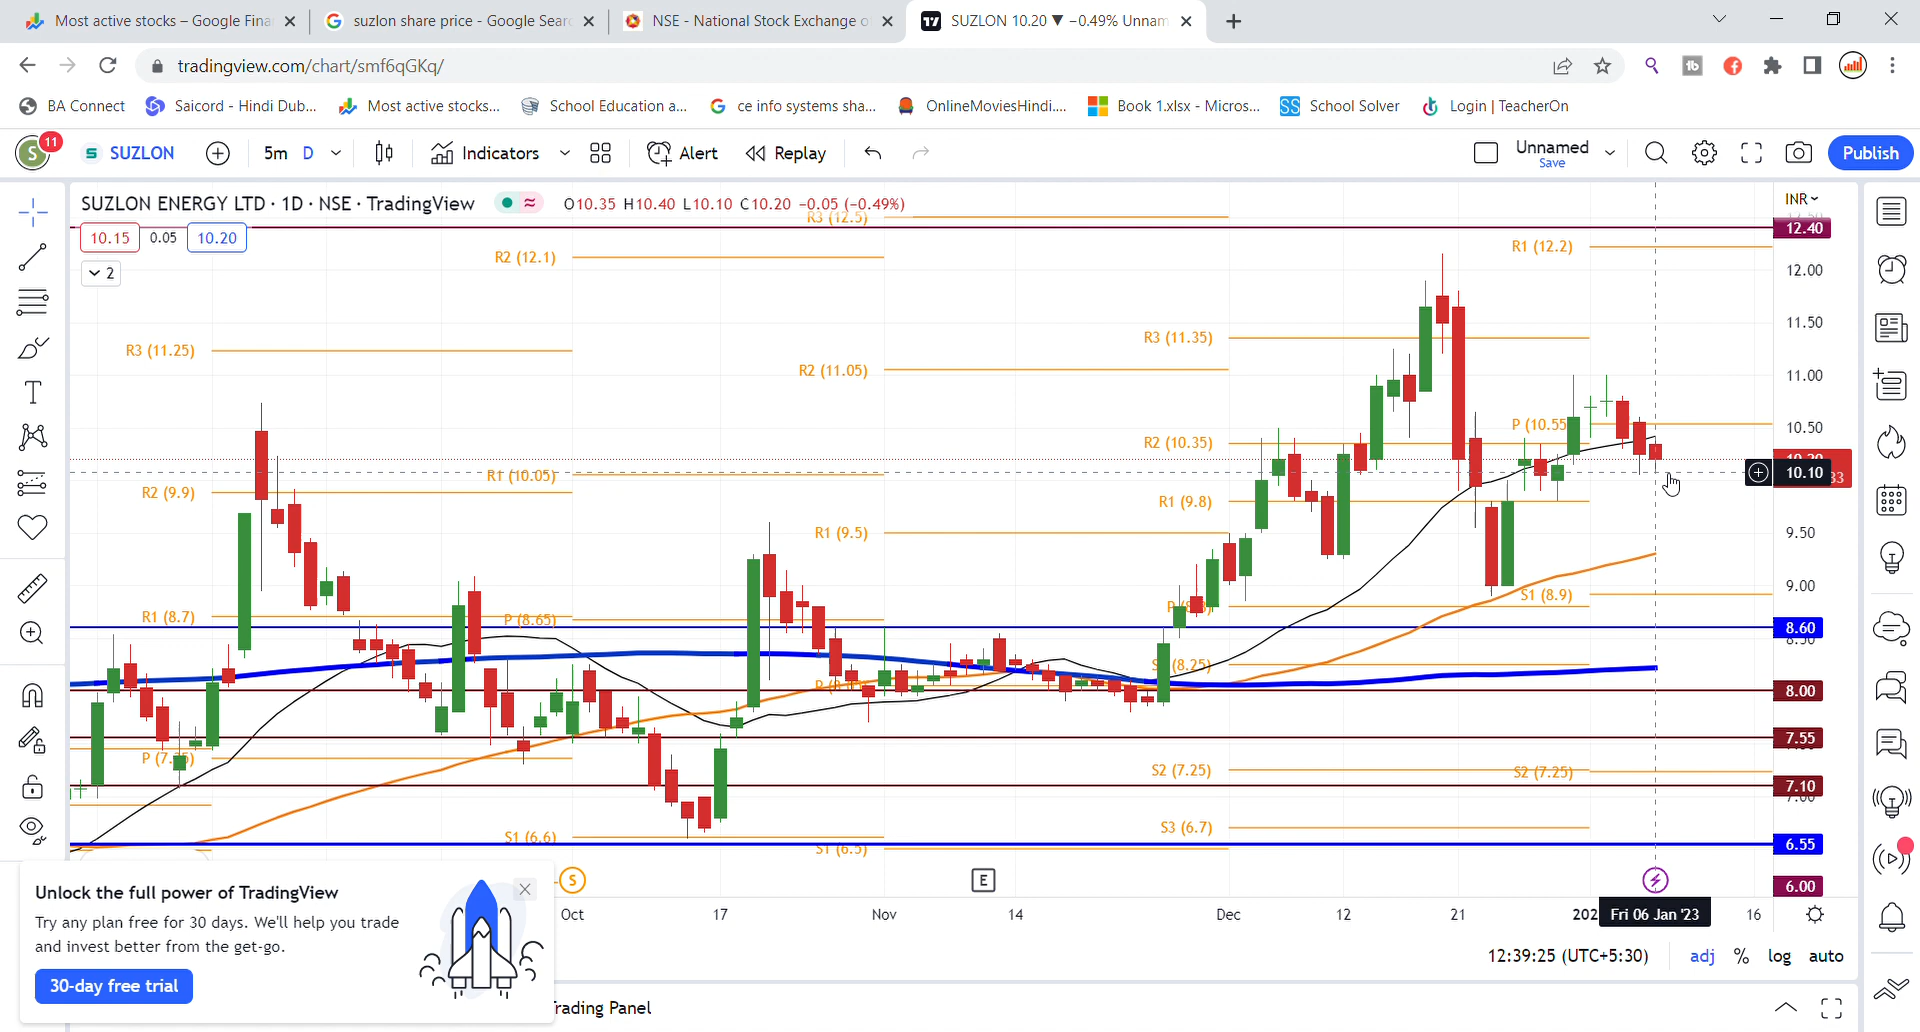 Most active stocks – Google Fina
suzlon share price - Google Sear
NSE - National Stock Exchange o
SUZLON 10.20 ▼ −0.49% Unnam
tradingview.com/chart/smf6qGKq/
BA Connect
Saicord - Hindi Dub...
Most active stocks...
School Education a...
ce info systems sha...
OnlineMoviesHindi....
Book 1.xlsx - Micros...
SS School Solver
Login | TeacherOn
S 11
SUZLON
5m D
Indicators
Alert
Replay
Unnamed
Save
Publish
SUZLON ENERGY LTD · 1D · NSE · TradingView
O10.35 H10.40 L10.10 C10.20 −0.05 (−0.49%)
INR
10.15 0.05 10.20
2
R3 (12.5)
12.40
R1 (12.2)
R2 (12.1)
12.00
11.50
R3 (11.35)
R3 (11.25)
R2 (11.05)
11.00
P (10.55
10.50
R2 (10.35)
10.10
R1 (10.05)
R2 (9.9)
R1 (9.8)
R1 (9.5)
9.50
9.00
S1 (8.9)
R1 (8.7)
P (8.65)
8.60
(8.25)
8.00
7.55
S2 (7.25)
S2 (7.25)
7.10
S3 (6.7)
S1 (6.6)
S1 (6.5)
6.55
6.00
S
E
Oct
17
Nov
14
Dec
12
21
202
Fri 06 Jan '23
16
Unlock the full power of TradingView
Try any plan free for 30 days. We'll help you trade
and invest better from the get-go.
30-day free trial
12:39:25 (UTC+5:30)
adj
%
log
auto
rading Panel